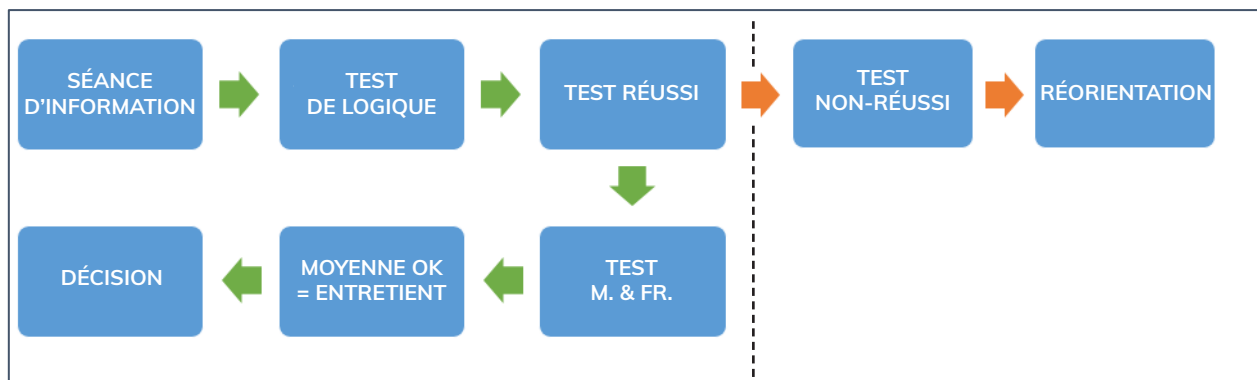 SÉANCE
D'INFORMATION
TEST
DE LOGIQUE
TEST RÉUSSI
TEST
NON-RÉUSSI
RÉORIENTATION
DÉCISION
MOYENNE OK
= ENTRETIENT
TEST
M. & FR.